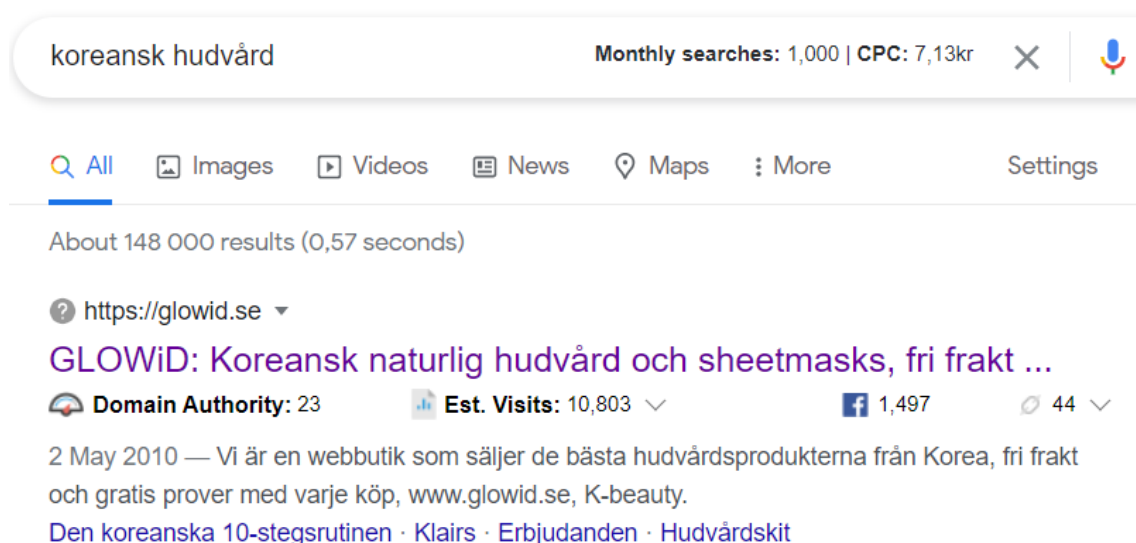 koreansk hudvård Monthly searches: 1,000 | CPC: 7,13kr
All Images Videos News Maps More Settings
About 148 000 results (0,57 seconds)
https://glowid.se
GLOWiD: Koreansk naturlig hudvård och sheetmasks, fri frakt ...
Domain Authority: 23 Est. Visits: 10,803 1,497 44
2 May 2010 — Vi är en webbutik som säljer de bästa hudvårdsprodukterna från Korea, fri frakt
och gratis prover med varje köp, www.glowid.se, K-beauty.
Den koreanska 10-stegsrutinen · Klairs · Erbjudanden · Hudvårdskit